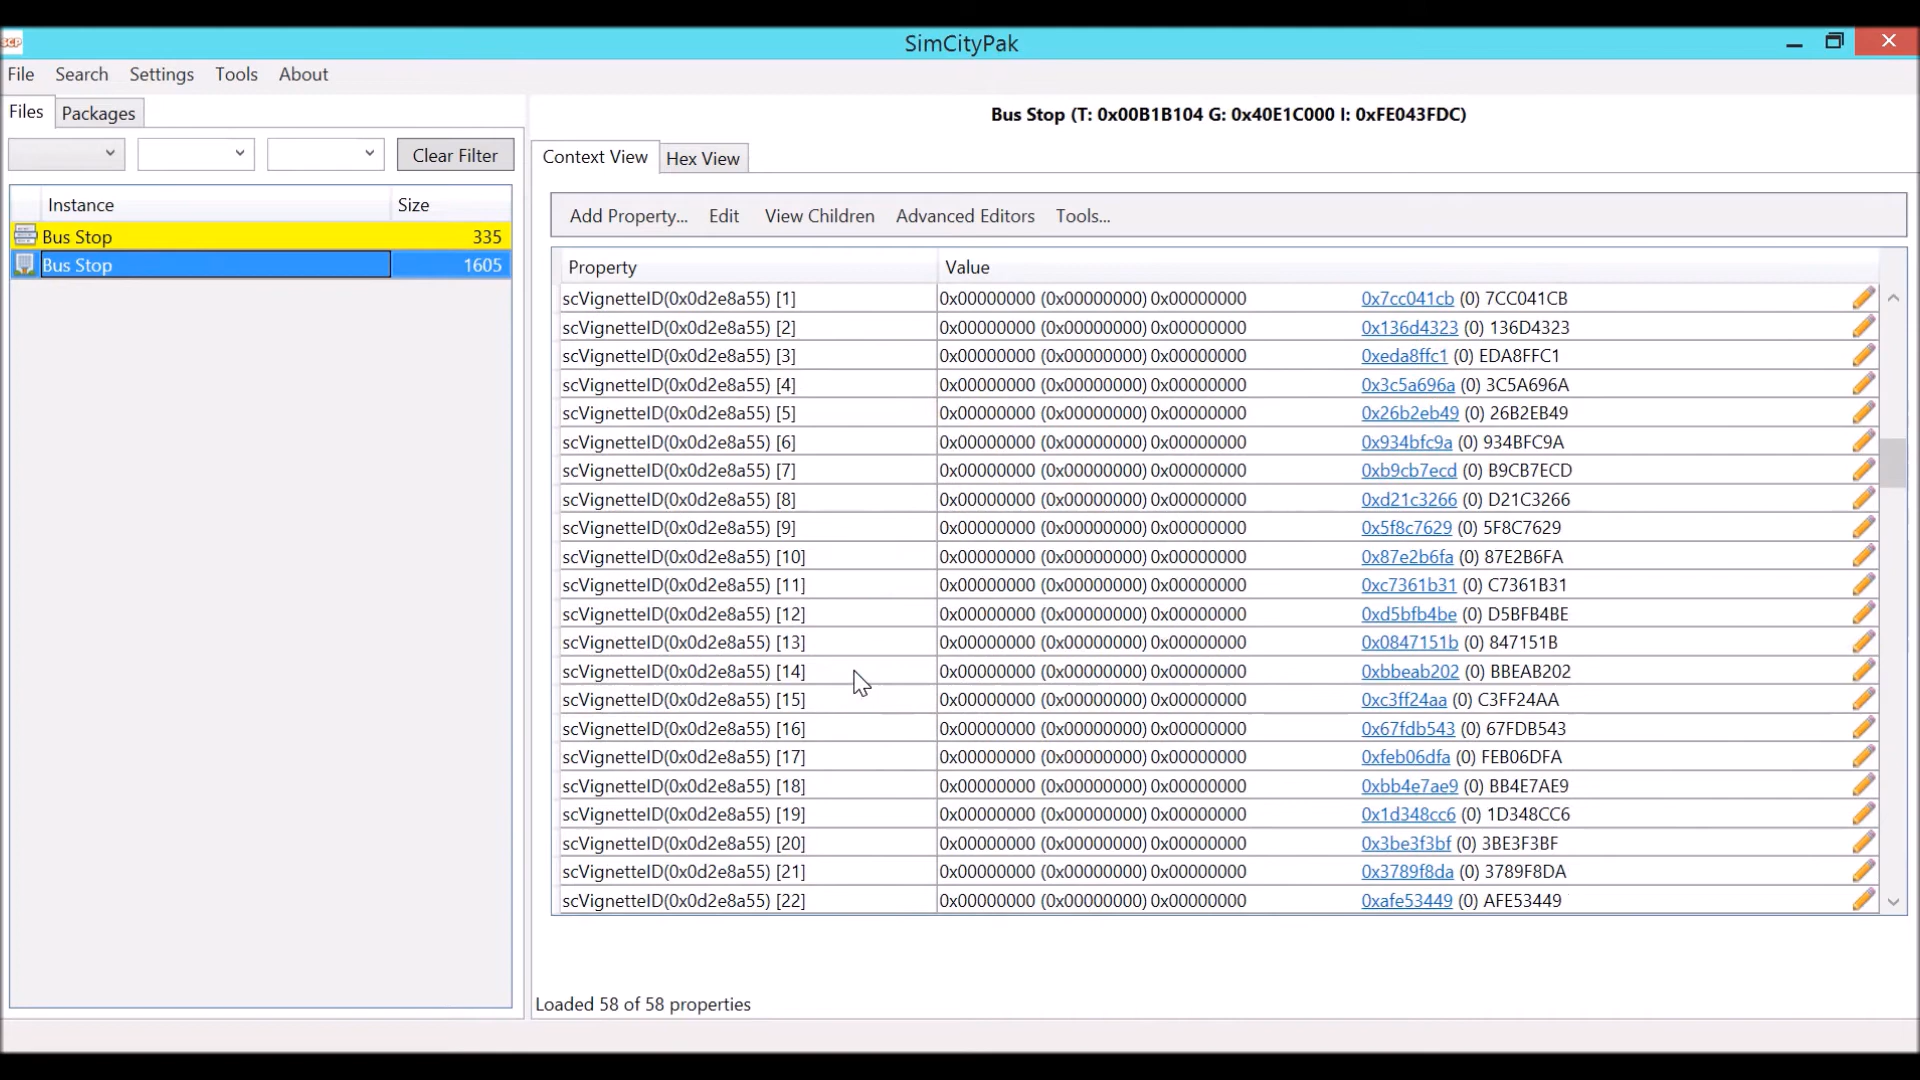 SCP
SimCityPak
File Search Settings Tools About
Files Packages
Bus Stop (T: 0x00B1B104 G: 0x40E1C000 I: 0xFE043FDC)
Clear Filter
Context View Hex View
Instance Size
Add Property... Edit View Children Advanced Editors Tools...
Bus Stop 335
Bus Stop 1605
Property Value
scVignetteID(0x0d2e8a55) [1] 0x00000000 (0x00000000) 0x00000000 0x7cc041cb (0) 7CC041CB
scVignetteID(0x0d2e8a55) [2] 0x00000000 (0x00000000) 0x00000000 0x136d4323 (0) 136D4323
scVignetteID(0x0d2e8a55) [3] 0x00000000 (0x00000000) 0x00000000 0xeda8ffc1 (0) EDA8FFC1
scVignetteID(0x0d2e8a55) [4] 0x00000000 (0x00000000) 0x00000000 0x3c5a696a (0) 3C5A696A
scVignetteID(0x0d2e8a55) [5] 0x00000000 (0x00000000) 0x00000000 0x26b2eb49 (0) 26B2EB49
scVignetteID(0x0d2e8a55) [6] 0x00000000 (0x00000000) 0x00000000 0x934bfc9a (0) 934BFC9A
scVignetteID(0x0d2e8a55) [7] 0x00000000 (0x00000000) 0x00000000 0xb9cb7ecd (0) B9CB7ECD
scVignetteID(0x0d2e8a55) [8] 0x00000000 (0x00000000) 0x00000000 0xd21c3266 (0) D21C3266
scVignetteID(0x0d2e8a55) [9] 0x00000000 (0x00000000) 0x00000000 0x5f8c7629 (0) 5F8C7629
scVignetteID(0x0d2e8a55) [10] 0x00000000 (0x00000000) 0x00000000 0x87e2b6fa (0) 87E2B6FA
scVignetteID(0x0d2e8a55) [11] 0x00000000 (0x00000000) 0x00000000 0xc7361b31 (0) C7361B31
scVignetteID(0x0d2e8a55) [12] 0x00000000 (0x00000000) 0x00000000 0xd5bfb4be (0) D5BFB4BE
scVignetteID(0x0d2e8a55) [13] 0x00000000 (0x00000000) 0x00000000 0x0847151b (0) 847151B
scVignetteID(0x0d2e8a55) [14] 0x00000000 (0x00000000) 0x00000000 0xbbeab202 (0) BBEAB202
scVignetteID(0x0d2e8a55) [15] 0x00000000 (0x00000000) 0x00000000 0xc3ff24aa (0) C3FF24AA
scVignetteID(0x0d2e8a55) [16] 0x00000000 (0x00000000) 0x00000000 0x67fdb543 (0) 67FDB543
scVignetteID(0x0d2e8a55) [17] 0x00000000 (0x00000000) 0x00000000 0xfeb06dfa (0) FEB06DFA
scVignetteID(0x0d2e8a55) [18] 0x00000000 (0x00000000) 0x00000000 0xbb4e7ae9 (0) BB4E7AE9
scVignetteID(0x0d2e8a55) [19] 0x00000000 (0x00000000) 0x00000000 0x1d348cc6 (0) 1D348CC6
scVignetteID(0x0d2e8a55) [20] 0x00000000 (0x00000000) 0x00000000 0x3be3f3bf (0) 3BE3F3BF
scVignetteID(0x0d2e8a55) [21] 0x00000000 (0x00000000) 0x00000000 0x3789f8da (0) 3789F8DA
scVignetteID(0x0d2e8a55) [22] 0x00000000 (0x00000000) 0x00000000 0xafe53449 (0) AFE53449
Loaded 58 of 58 properties